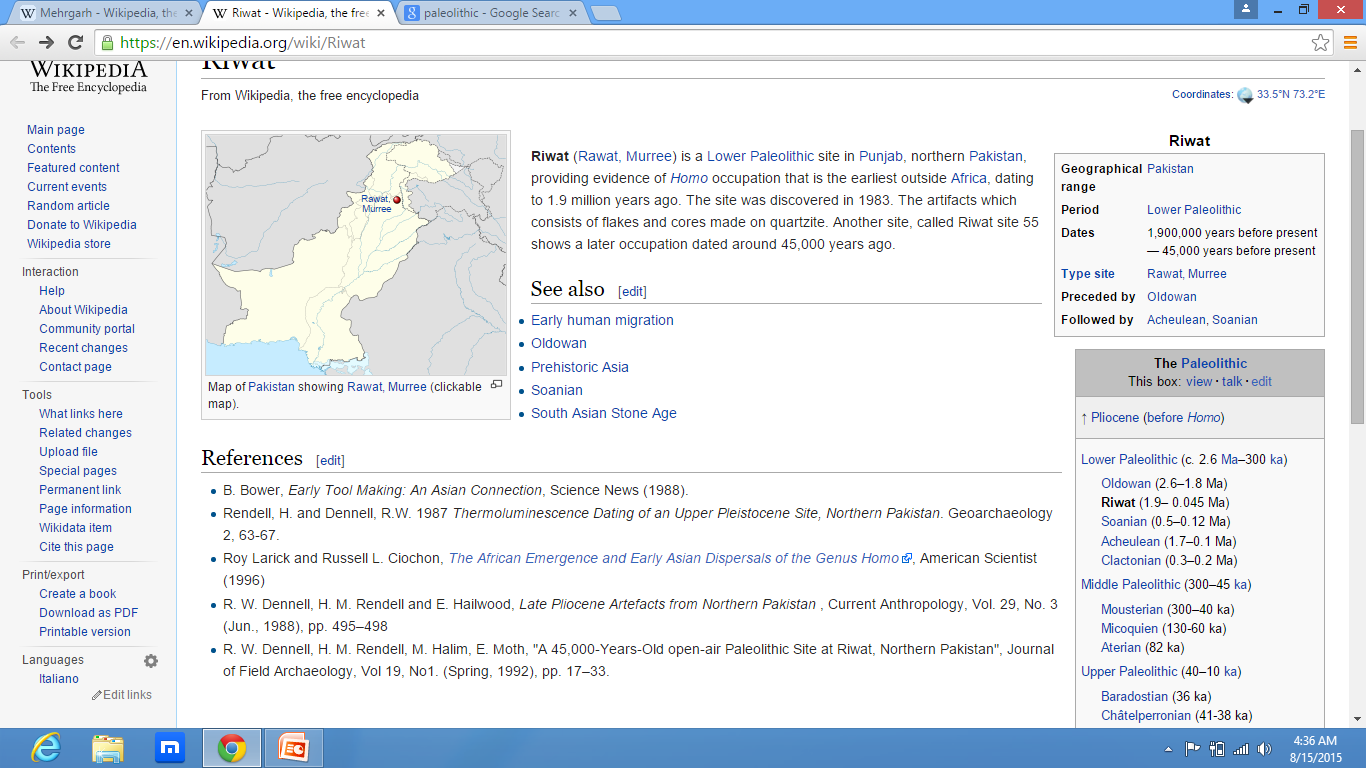 Mehrgarh - Wikipedia, the
Riwat - Wikipedia, the free
paleolithic - Google Searc
https://en.wikipedia.org/wiki/Riwat
WIKIPEDIA
The Free Encyclopedia
Main page
Contents
Featured content
Current events
Random article
Donate to Wikipedia
Wikipedia store
Interaction
Help
About Wikipedia
Community portal
Recent changes
Contact page
Tools
What links here
Related changes
Upload file
Special pages
Permanent link
Page information
Wikidata item
Cite this page
Print/export
Create a book
Download as PDF
Printable version
Languages
Italiano
Edit links
Riwat
From Wikipedia, the free encyclopedia
Coordinates: 33.5°N 73.2°E
Rawat,
Murree
Map of Pakistan showing Rawat, Murree (clickable
map).
Riwat (Rawat, Murree) is a Lower Paleolithic site in Punjab, northern Pakistan,
providing evidence of Homo occupation that is the earliest outside Africa, dating
to 1.9 million years ago. The site was discovered in 1983. The artifacts which
consists of flakes and cores made on quartzite. Another site, called Riwat site 55
shows a later occupation dated around 45,000 years ago.
See also [edit]
Early human migration
Oldowan
Prehistoric Asia
Soanian
South Asian Stone Age
References [edit]
B. Bower, Early Tool Making: An Asian Connection, Science News (1988).
Rendell, H. and Dennell, R.W. 1987 Thermoluminescence Dating of an Upper Pleistocene Site, Northern Pakistan. Geoarchaeology
2, 63-67.
Roy Larick and Russell L. Ciochon, The African Emergence and Early Asian Dispersals of the Genus Homo, American Scientist
(1996)
R. W. Dennell, H. M. Rendell and E. Hailwood, Late Pliocene Artefacts from Northern Pakistan , Current Anthropology, Vol. 29, No. 3
(Jun., 1988), pp. 495–498
R. W. Dennell, H. M. Rendell, M. Halim, E. Moth, "A 45,000-Years-Old open-air Paleolithic Site at Riwat, Northern Pakistan", Journal
of Field Archaeology, Vol 19, No1. (Spring, 1992), pp. 17–33.
Riwat
Geographical Pakistan
range
Period Lower Paleolithic
Dates 1,900,000 years before present
— 45,000 years before present
Type site Rawat, Murree
Preceded by Oldowan
Followed by Acheulean, Soanian
The Paleolithic
This box: view · talk · edit
↑ Pliocene (before Homo)
Lower Paleolithic (c. 2.6 Ma–300 ka)
Oldowan (2.6–1.8 Ma)
Riwat (1.9– 0.045 Ma)
Soanian (0.5–0.12 Ma)
Acheulean (1.7–0.1 Ma)
Clactonian (0.3–0.2 Ma)
Middle Paleolithic (300–45 ka)
Mousterian (300–40 ka)
Micoquien (130-60 ka)
Aterian (82 ka)
Upper Paleolithic (40–10 ka)
Baradostian (36 ka)
Châtelperronian (41-38 ka)
4:36 AM
8/15/2015